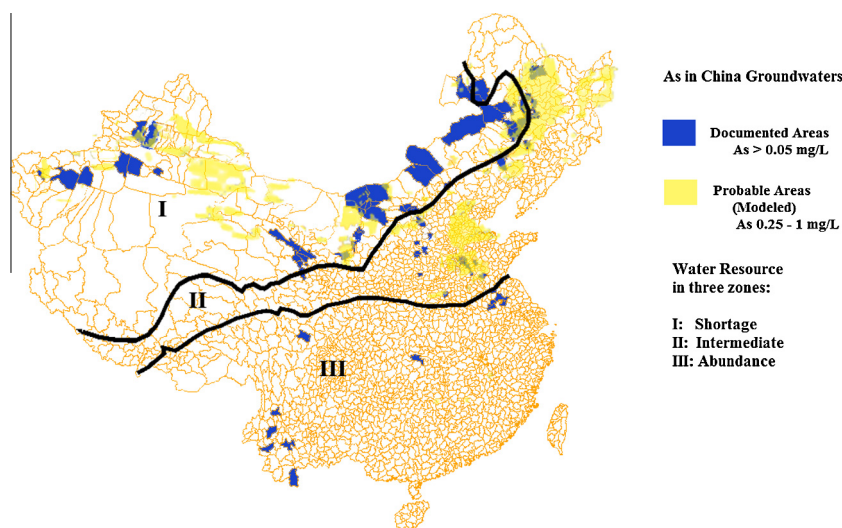 As in China Groundwaters
Documented Areas
As > 0.05 mg/L
Probable Areas
(Modeled)
As 0.25 - 1 mg/L
Water Resource
in three zones:
I: Shortage
II: Intermediate
III: Abundance
I
II
III